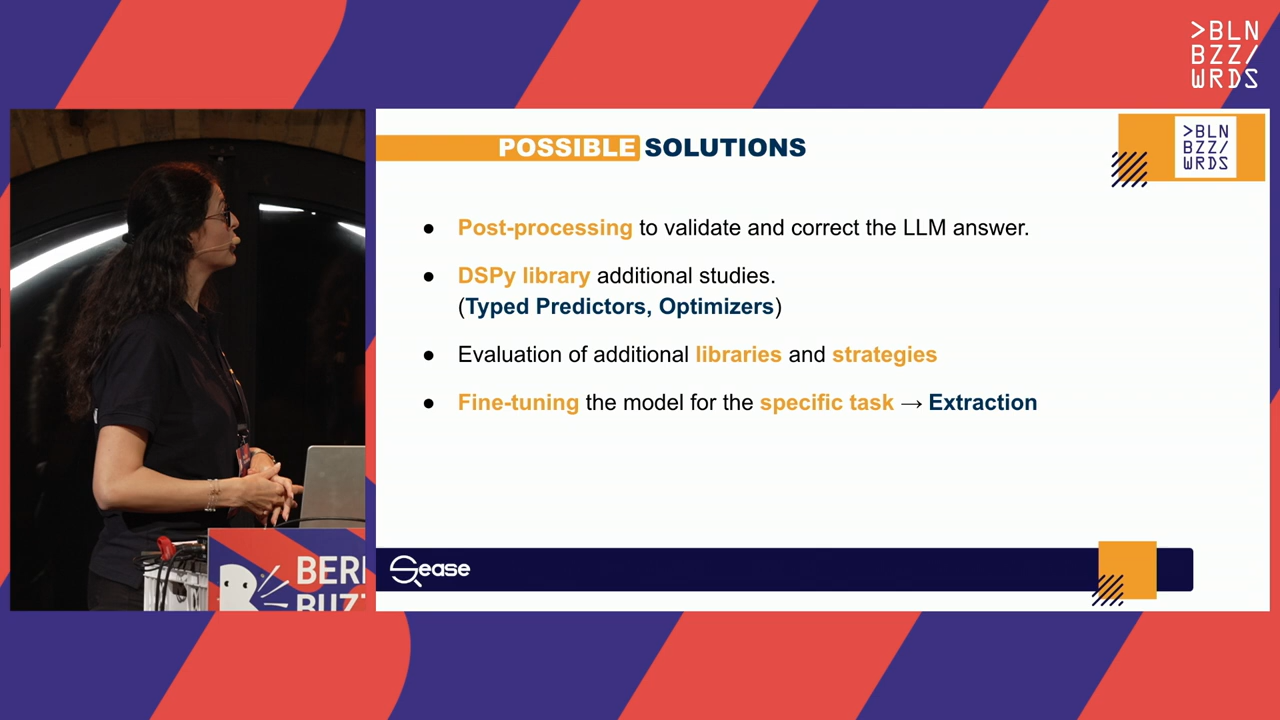 >BLN
BZZ/
WRDS
POSSIBLE SOLUTIONS
>BLN
BZZ/
WRDS
● Post-processing to validate and correct the LLM answer.
● DSPy library additional studies.
(Typed Predictors, Optimizers)
● Evaluation of additional libraries and strategies
● Fine-tuning the model for the specific task → Extraction
Sease
BERL
BUZZ